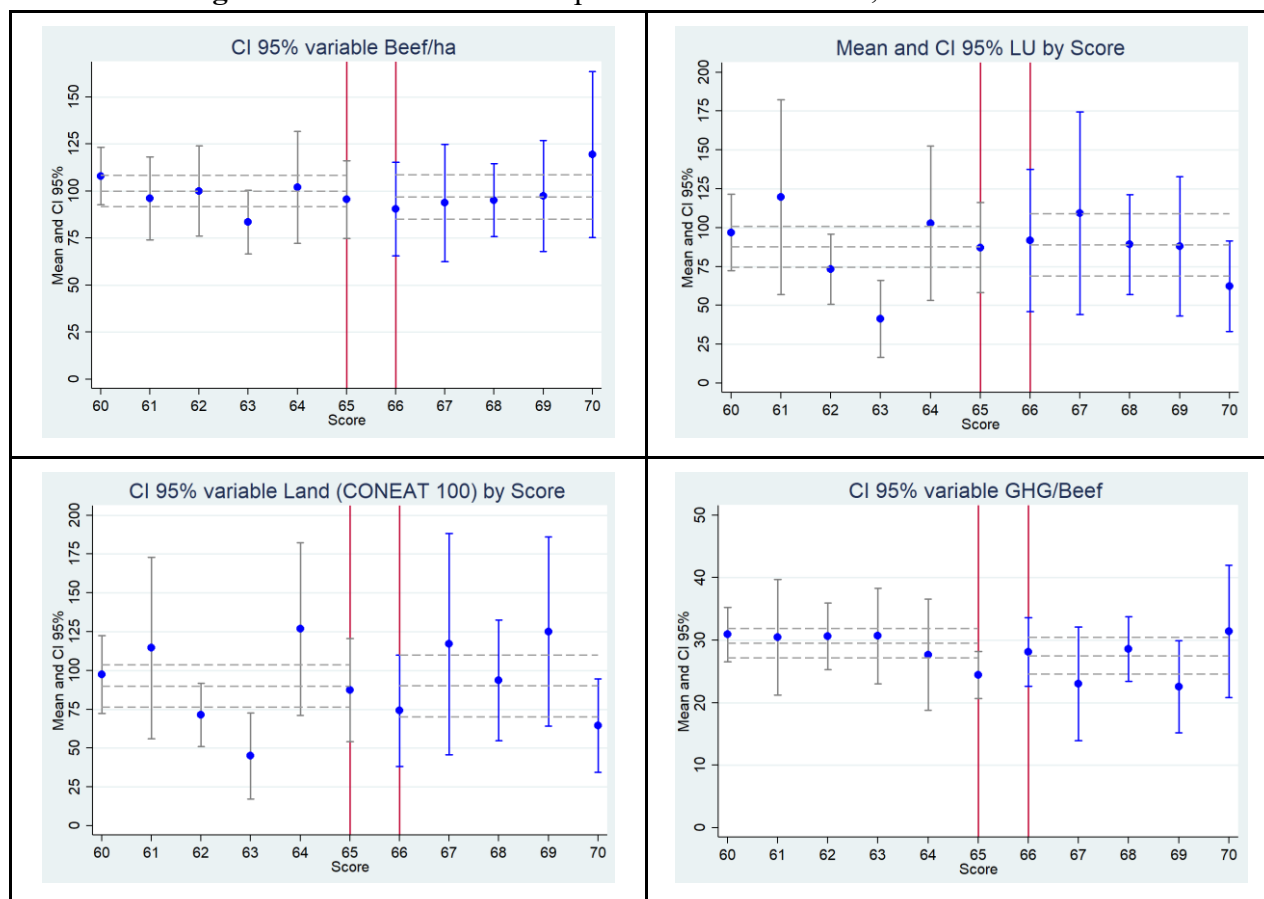 CI 95% variable Beef/ha
Mean and CI 95%
150
125
100
75
50
25
0
60 61 62 63 64 65 66 67 68 69 70
Score
Mean and CI 95% LU by Score
Mean and CI 95%
200
175
150
125
100
75
50
25
0
60 61 62 63 64 65 66 67 68 69 70
Score
CI 95% variable Land (CONEAT 100) by Score
Mean and CI 95%
200
175
150
125
100
75
50
25
0
60 61 62 63 64 65 66 67 68 69 70
Score
CI 95% variable GHG/Beef
Mean and CI 95%
50
40
30
20
10
0
60 61 62 63 64 65 66 67 68 69 70
Score